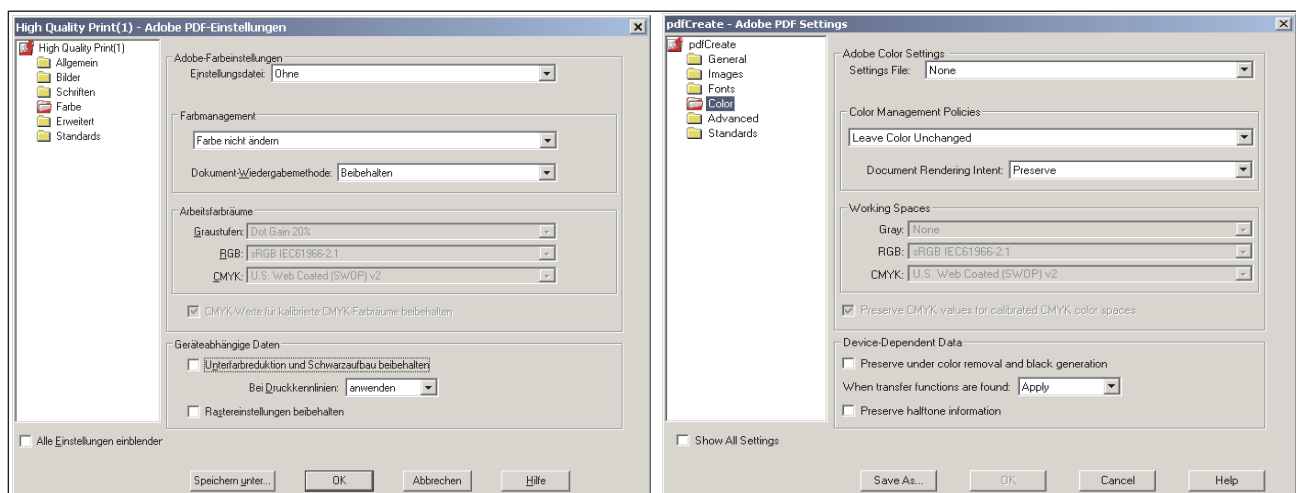 High Quality Print(1) - Adobe PDF-Einstellungen
High Quality Print(1)
Allgemein
Bilder
Schriften
Farbe
Erweitert
Standards
Adobe-Farbeinstellungen
Einstellungsdatei: Ohne
Farbmanagement
Farbe nicht ändern
Dokument-Wiedergabemethode: Beibehalten
Arbeitsfarbräume
Graustufen: Dot Gain 20%
RGB: sRGB IEC61966-2.1
CMYK: U.S. Web Coated (SWOP) v2
CMYK-Werte für kalibrierte CMYK-Farbräume beibehalten
Geräteabhängige Daten
Unterfarbreduktion und Schwarzaufbau beibehalten
Bei Druckkennlinien: anwenden
Rastereinstellungen beibehalten
Alle Einstellungen einblender
Speichern unter... OK Abbrechen Hilfe
pdfCreate - Adobe PDF Settings
pdfCreate
General
Images
Fonts
Color
Advanced
Standards
Adobe Color Settings
Settings File: None
Color Management Policies
Leave Color Unchanged
Document Rendering Intent: Preserve
Working Spaces
Gray: None
RGB: sRGB IEC61966-2.1
CMYK: U.S. Web Coated (SWOP) v2
Preserve CMYK values for calibrated CMYK color spaces
Device-Dependent Data
Preserve under color removal and black generation
When transfer functions are found: Apply
Preserve halftone information
Show All Settings
Save As... OK Cancel Help